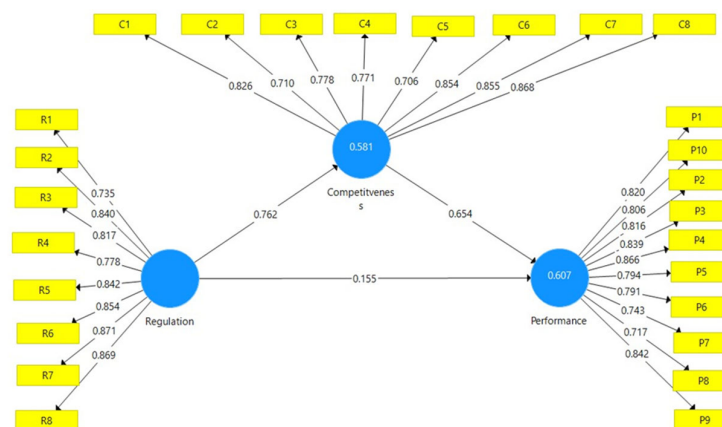 C1
C2
C3
C4
C5
C6
C7
C8
0.826
0.710
0.778
0.771
0.706
0.854
0.855
0.868
R1
R2
R3
R4
R5
R6
R7
R8
0.735
0.840
0.817
0.778
0.842
0.854
0.871
0.869
Regulation
0.581
Competitvenes
s
0.762
0.654
0.155
0.607
Performance
0.820
0.806
0.816
0.839
0.866
0.794
0.791
0.743
0.717
0.842
P1
P10
P2
P3
P4
P5
P6
P7
P8
P9